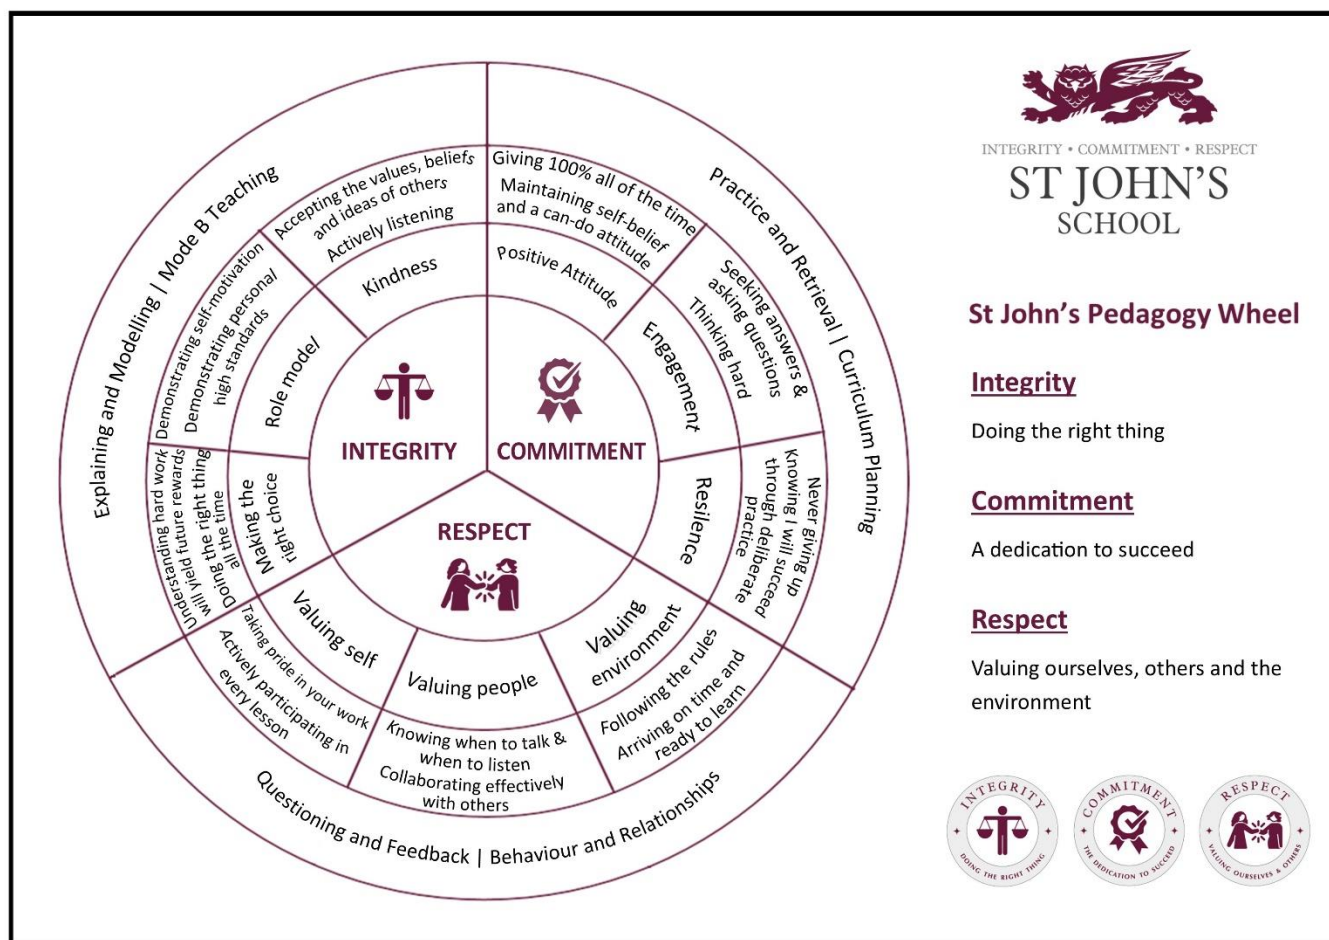 INTEGRITY • COMMITMENT • RESPECT
ST JOHN'S
SCHOOL
St John's Pedagogy Wheel
Integrity
Doing the right thing
Commitment
A dedication to succeed
Respect
Valuing ourselves, others and the
environment
INTEGRITY
DOING THE RIGHT THING
COMMITMENT
THE DEDICATION TO SUCCEED
RESPECT
VALUING OURSELVES & OTHERS
INTEGRITY
COMMITMENT
RESPECT
Explaining and Modelling | Mode B Teaching
Practice and Retrieval | Curriculum Planning
Questioning and Feedback | Behaviour and Relationships
Kindness
Accepting the values, beliefs
and ideas of others
Actively listening
Role model
Demonstrating self-motivation
Demonstrating personal
high standards
Making the
right choice
Understanding hard work
will yield future rewards
Doing the right thing
all the time
Positive Attitude
Giving 100% all of the time
Maintaining self-belief
and a can-do attitude
Engagement
Seeking answers &
asking questions
Thinking hard
Resilence
Never giving up
Knowing I will succeed
through deliberate
practice
Valuing
environment
Following the rules
Arriving on time and
ready to learn
Valuing people
Knowing when to talk &
when to listen
Collaborating effectively
with others
Valuing self
Taking pride in your work
Actively participating in
every lesson